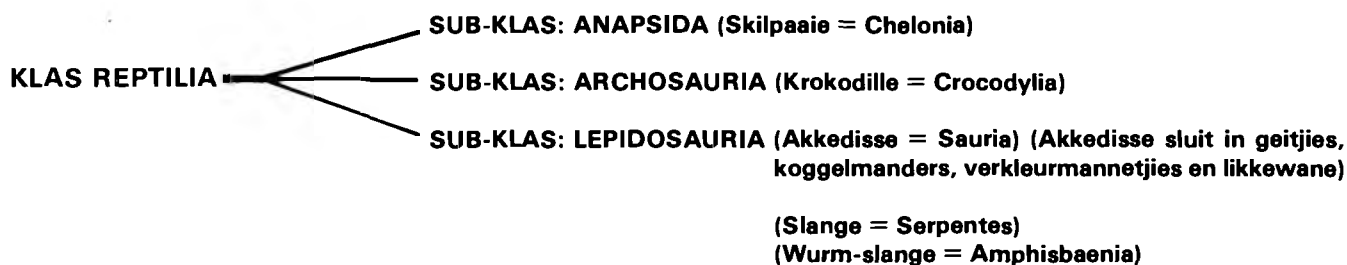 SUB-KLAS: ANAPSIDA (Skilpaaie = Chelonia)
KLAS REPTILIA
SUB-KLAS: ARCHOSAURIA (Krokodille = Crocodylia)
SUB-KLAS: LEPIDOSAURIA (Akkedisse = Sauria) (Akkedisse sluit in geitjies,
koggelmanders, verkleurmannetjies en likkewane)
(Slange = Serpentes)
(Wurm-slange = Amphisbaenia)